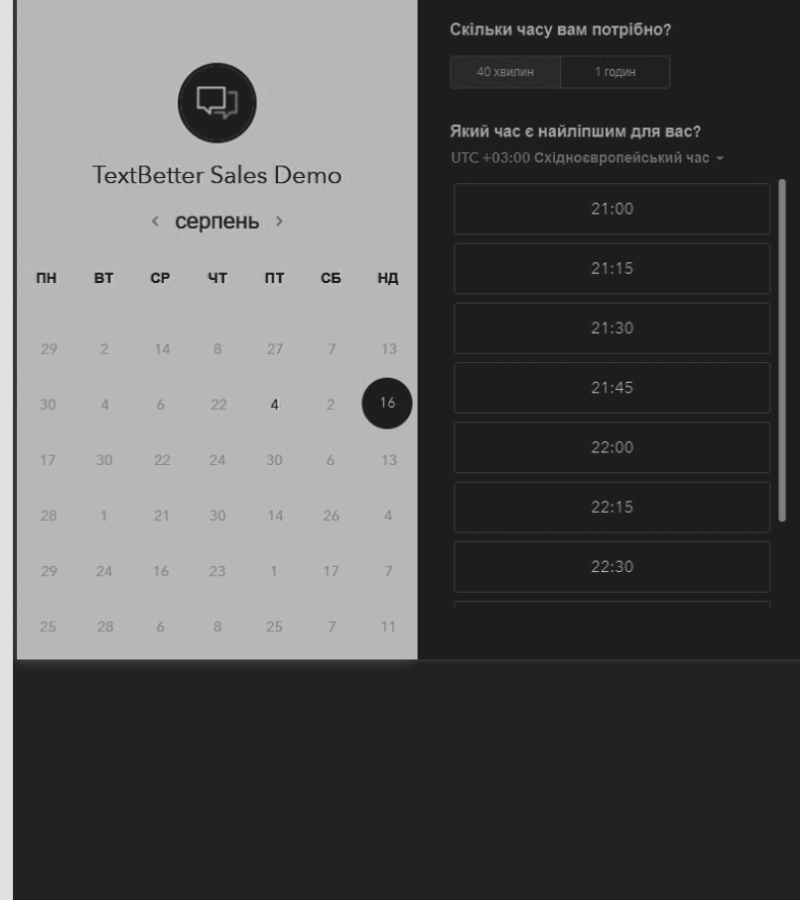 TextBetter Sales Demo
< серпень >
ПН ВТ СР ЧТ ПТ СБ НД
29 2 14 8 27 7 13
30 4 6 22 4 2 16
17 30 22 24 30 6 13
28 1 21 30 14 26 4
29 24 16 23 1 17 7
25 28 6 8 25 7 11
Скільки часу вам потрібно?
40 хвилин 1 годин
Який час є найліпшим для вас?
UTC +03:00 Східноєвропейський час
21:00
21:15
21:30
21:45
22:00
22:15
22:30